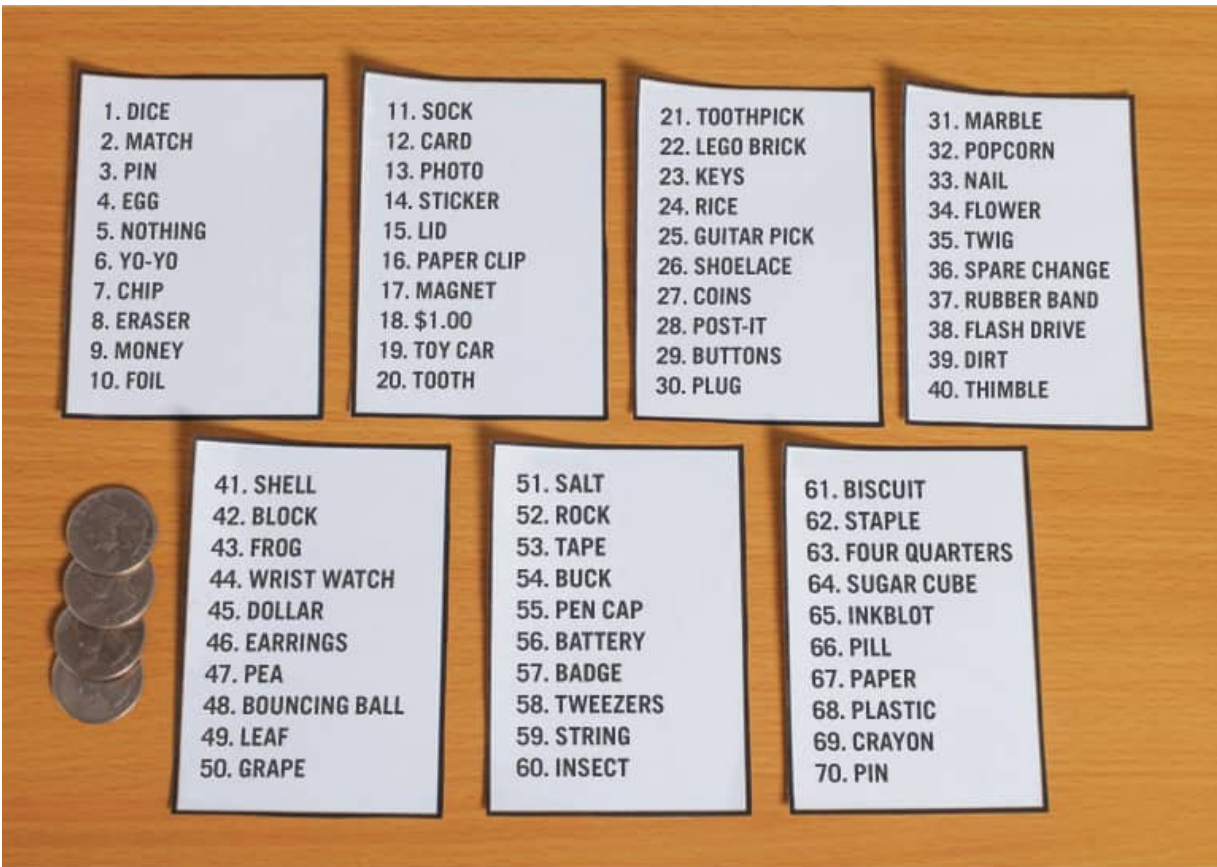 1. DICE
2. MATCH
3. PIN
4. EGG
5. NOTHING
6. YO-YO
7. CHIP
8. ERASER
9. MONEY
10. FOIL
11. SOCK
12. CARD
13. PHOTO
14. STICKER
15. LID
16. PAPER CLIP
17. MAGNET
18. $1.00
19. TOY CAR
20. TOOTH
21. TOOTHPICK
22. LEGO BRICK
23. KEYS
24. RICE
25. GUITAR PICK
26. SHOELACE
27. COINS
28. POST-IT
29. BUTTONS
30. PLUG
31. MARBLE
32. POPCORN
33. NAIL
34. FLOWER
35. TWIG
36. SPARE CHANGE
37. RUBBER BAND
38. FLASH DRIVE
39. DIRT
40. THIMBLE
41. SHELL
42. BLOCK
43. FROG
44. WRIST WATCH
45. DOLLAR
46. EARRINGS
47. PEA
48. BOUNCING BALL
49. LEAF
50. GRAPE
51. SALT
52. ROCK
53. TAPE
54. BUCK
55. PEN CAP
56. BATTERY
57. BADGE
58. TWEEZERS
59. STRING
60. INSECT
61. BISCUIT
62. STAPLE
63. FOUR QUARTERS
64. SUGAR CUBE
65. INKBLOT
66. PILL
67. PAPER
68. PLASTIC
69. CRAYON
70. PIN